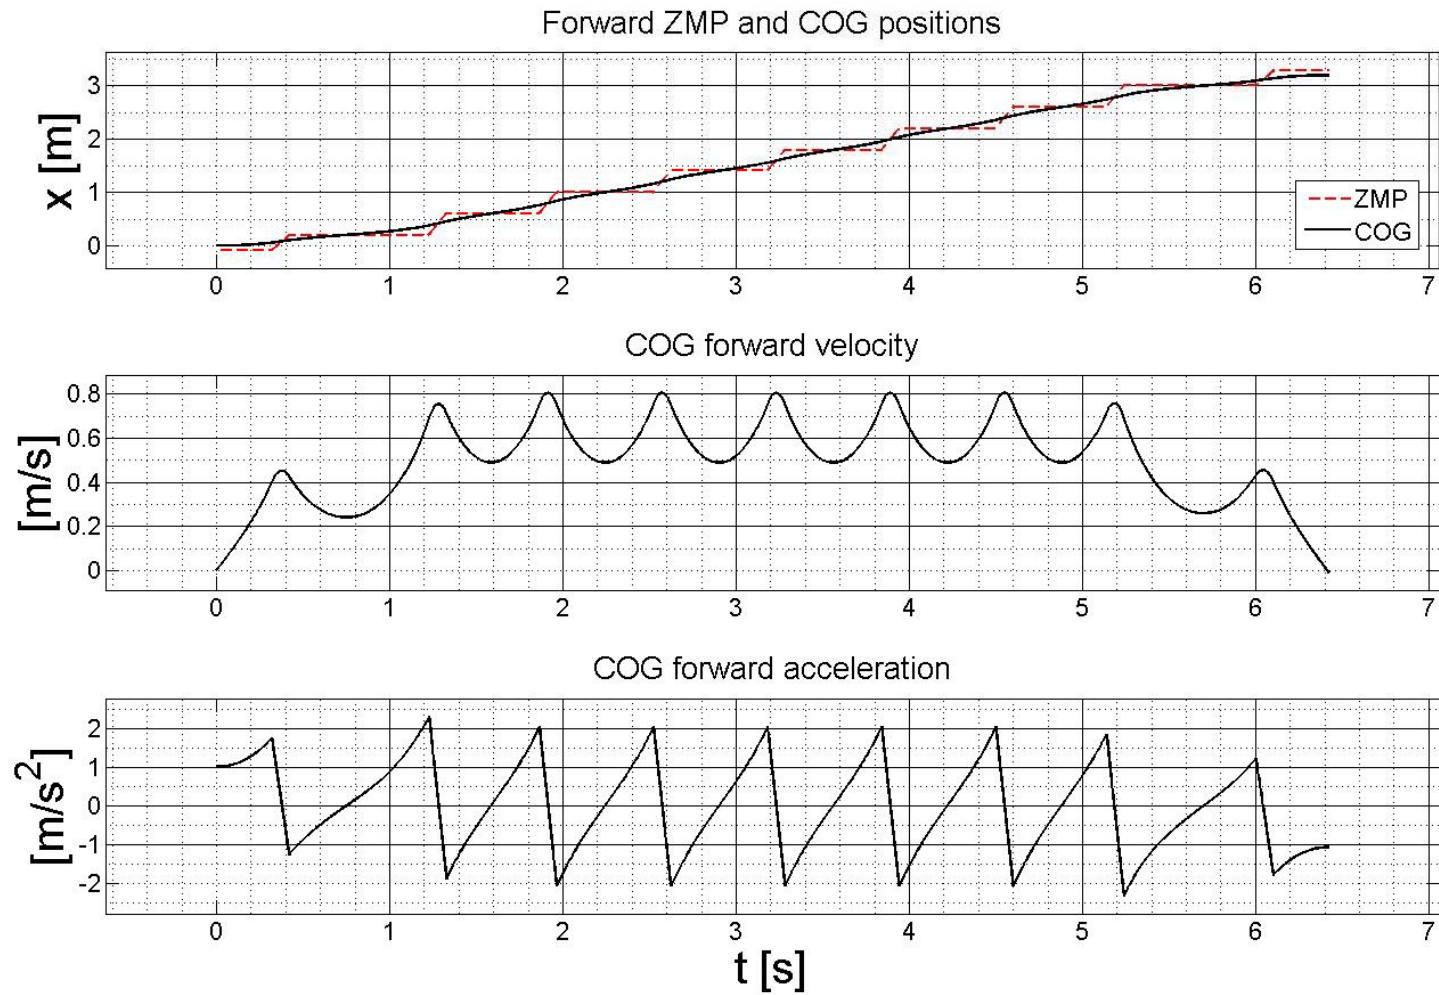 Forward ZMP and COG positions
3
2
1
0
x [m]
ZMP
COG
0 1 2 3 4 5 6 7
COG forward velocity
0.8
0.6
0.4
0.2
0
[m/s]
0 1 2 3 4 5 6 7
COG forward acceleration
2
1
0
-1
-2
[m/s²]
0 1 2 3 4 5 6 7
t [s]